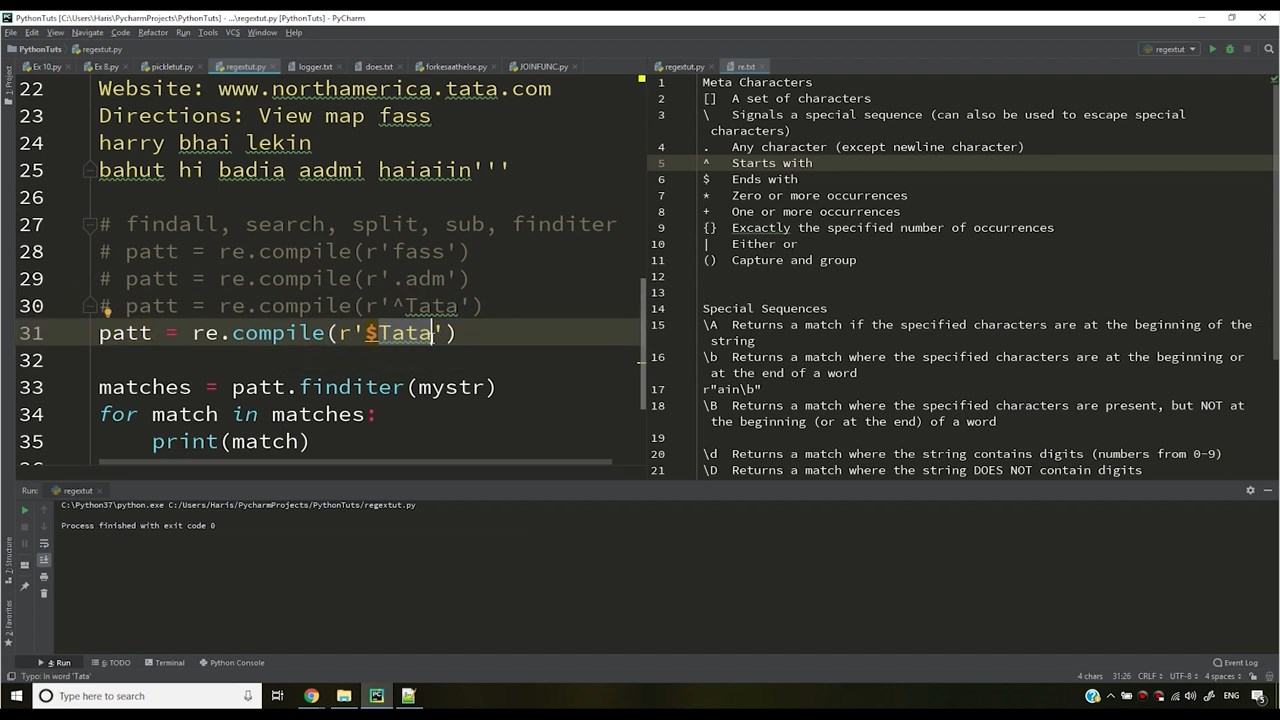 PythonTuts [C:\Users\Haris\PycharmProjects\PythonTuts] - ...\regextut.py [PythonTuts] - PyCharm
File Edit View Navigate Code Refactor Run Tools VCS Window Help
PythonTuts regextut.py
regextut
Ex 10.py Ex 8.py pickletut.py regextut.py logger.txt does.txt forkesaathelse.py JOINFUNC.py
regextut.py re.txt
1: Project
22 Website: www.northamerica.tata.com
23 Directions: View map fass
24 harry bhai lekin
25 bahut hi badia aadmi haiaiin'''
26
27 # findall, search, split, sub, finditer
28 # patt = re.compile(r'fass')
29 # patt = re.compile(r'.adm')
30 # patt = re.compile(r'^Tata')
31 patt = re.compile(r'$Tata')
32
33 matches = patt.finditer(mystr)
34 for match in matches:
35 print(match)
1 Meta Characters
2 [] A set of characters
3 \ Signals a special sequence (can also be used to escape special
characters)
4 . Any character (except newline character)
5 ^ Starts with
6 $ Ends with
7 * Zero or more occurrences
8 + One or more occurrences
9 {} Excactly the specified number of occurrences
10 | Either or
11 () Capture and group
12
13
14 Special Sequences
15 \A Returns a match if the specified characters are at the beginning of the
string
16 \b Returns a match where the specified characters are at the beginning or
at the end of a word
17 r"ain\b"
18 \B Returns a match where the specified characters are present, but NOT at
the beginning (or at the end) of a word
19
20 \d Returns a match where the string contains digits (numbers from 0-9)
21 \D Returns a match where the string DOES NOT contain digits
Run: regextut
C:\Python37\python.exe C:/Users/Haris/PycharmProjects/PythonTuts/regextut.py
Process finished with exit code 0
7: Structure
2: Favorites
4: Run 6: TODO Terminal Python Console
Event Log
Typo: In word 'Tata'
4 chars 31:26 CRLF UTF-8 4 spaces
Type here to search
ENG
5